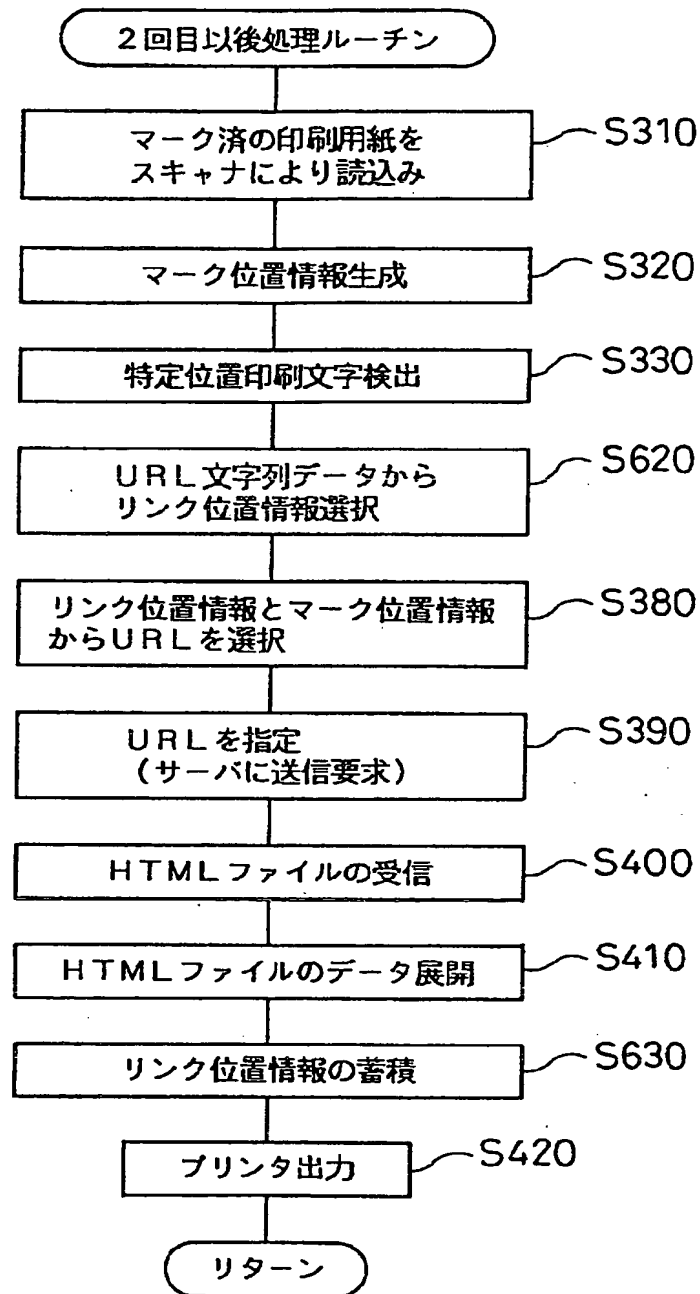 2回目以後処理ルーチン
マーク済の印刷用紙を
スキャナにより読込み
S310
マーク位置情報生成
S320
特定位置印刷文字検出
S330
URL文字列データから
リンク位置情報選択
S620
リンク位置情報とマーク位置情報
からURLを選択
S380
URLを指定
(サーバに送信要求)
S390
HTMLファイルの受信
S400
HTMLファイルのデータ展開
S410
リンク位置情報の蓄積
S630
プリンタ出力
S420
リターン